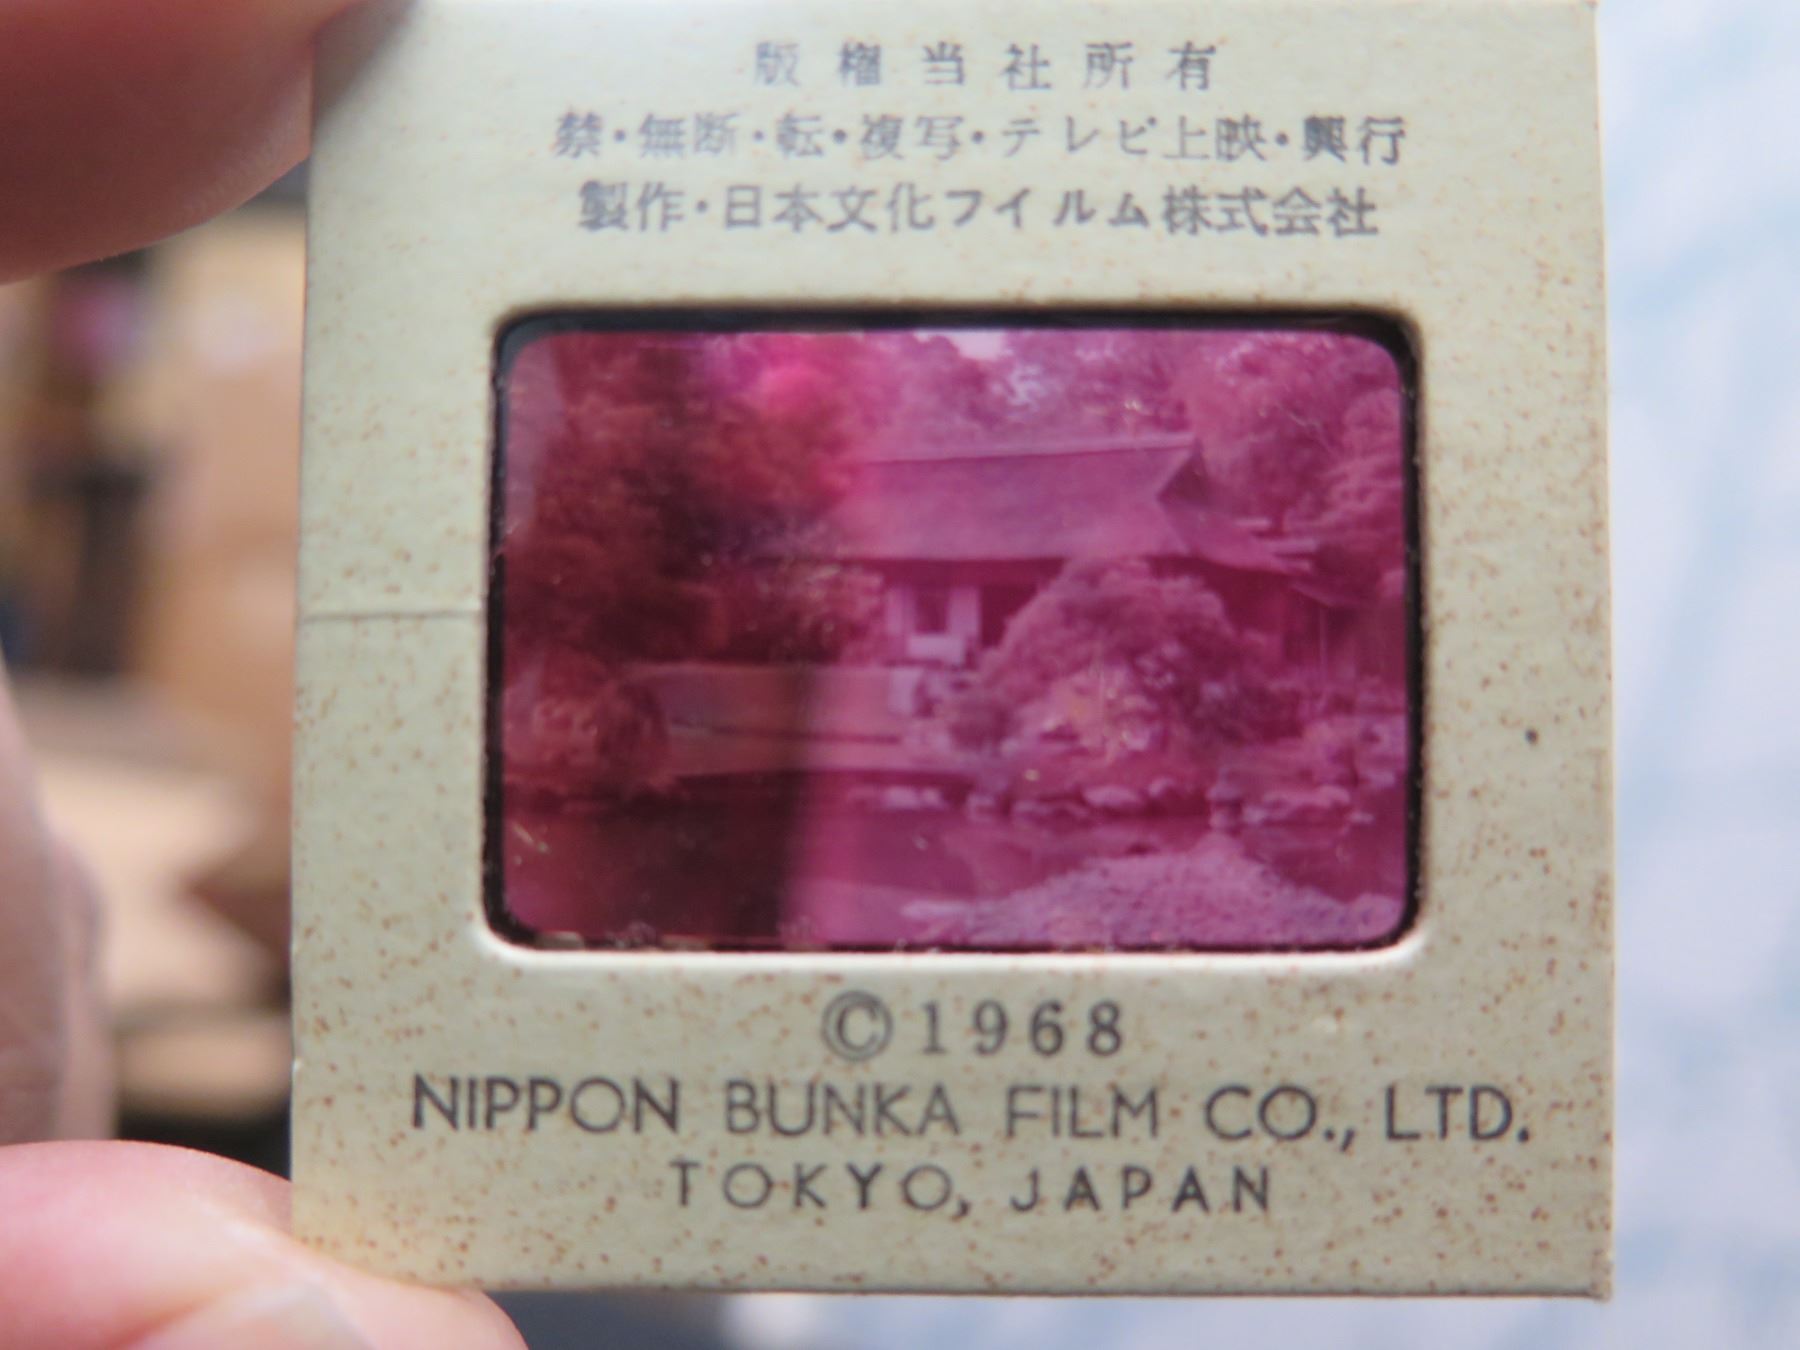 版権当社所有
禁・無断・転・複写・テレビ上映・興行
製作・日本文化フイルム株式会社
©1968
NIPPON BUNKA FILM CO., LTD.
TOKYO, JAPAN